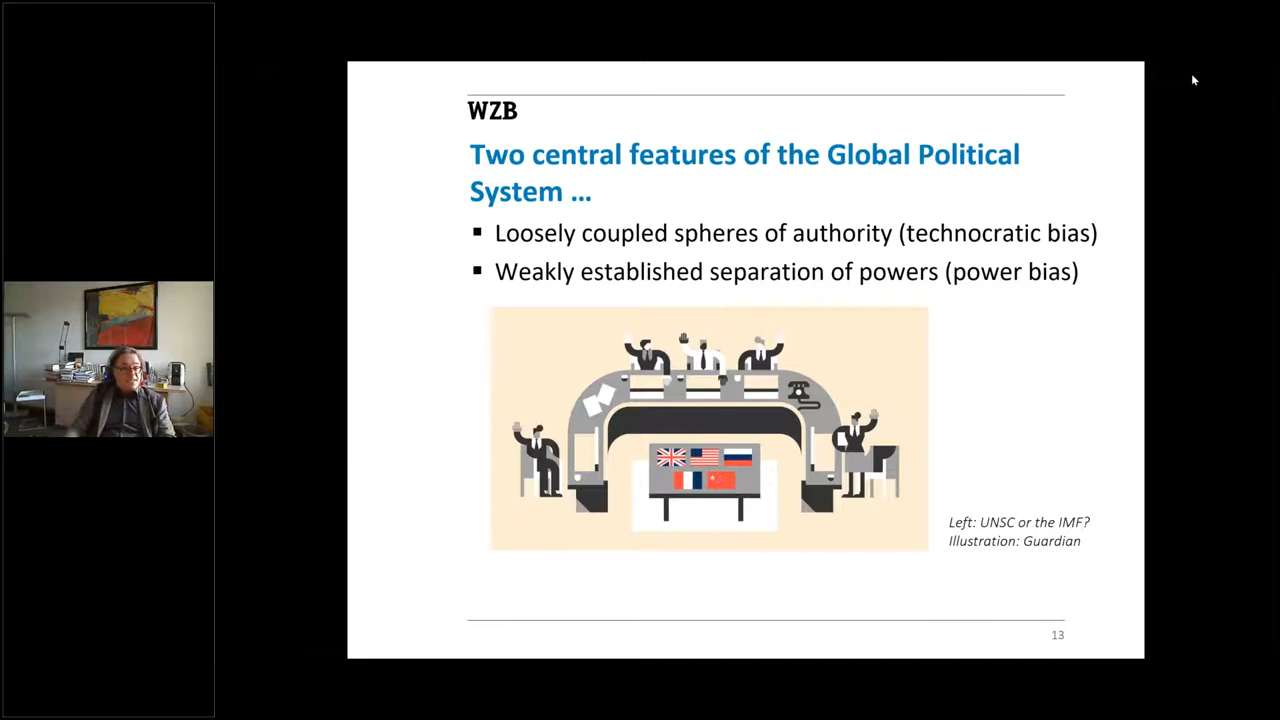 WZB
Two central features of the Global Political
System ...
▪ Loosely coupled spheres of authority (technocratic bias)
▪ Weakly established separation of powers (power bias)
Left: UNSC or the IMF?
Illustration: Guardian
13